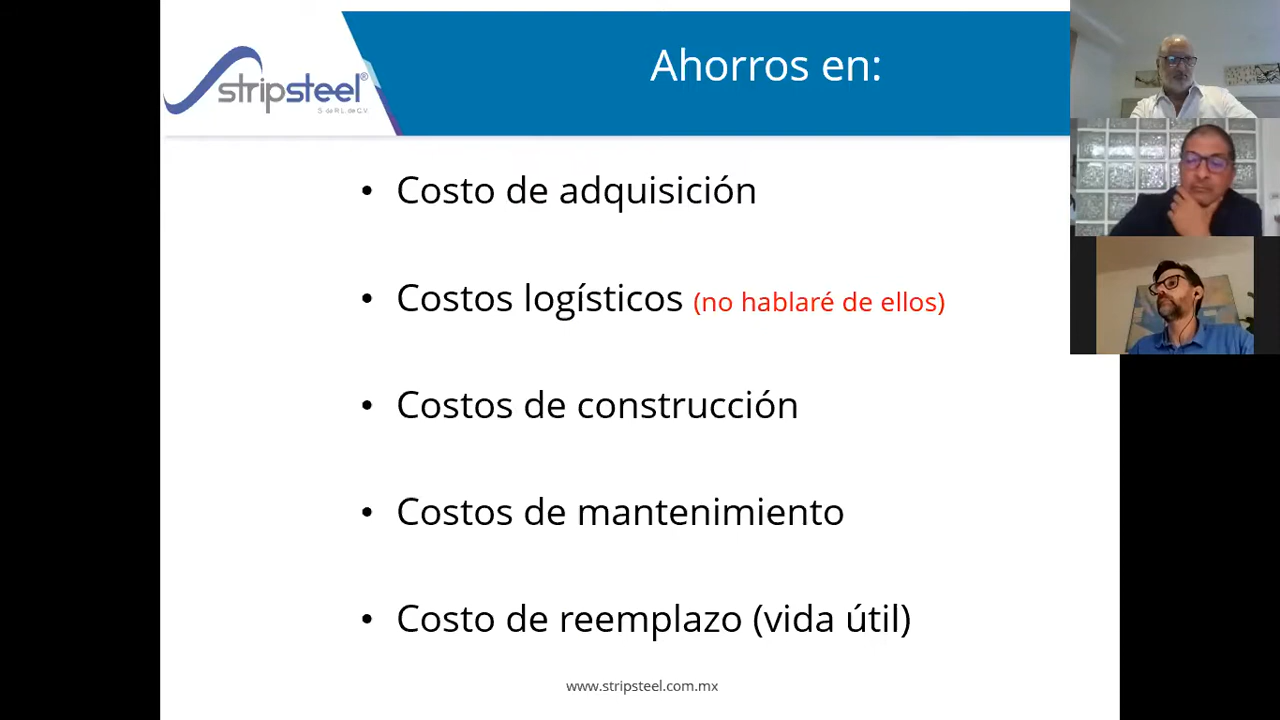 stripsteel®
S. de R.L. de C.V.
Ahorros en:
• Costo de adquisición
• Costos logísticos (no hablaré de ellos)
• Costos de construcción
• Costos de mantenimiento
• Costo de reemplazo (vida útil)
www.stripsteel.com.mx